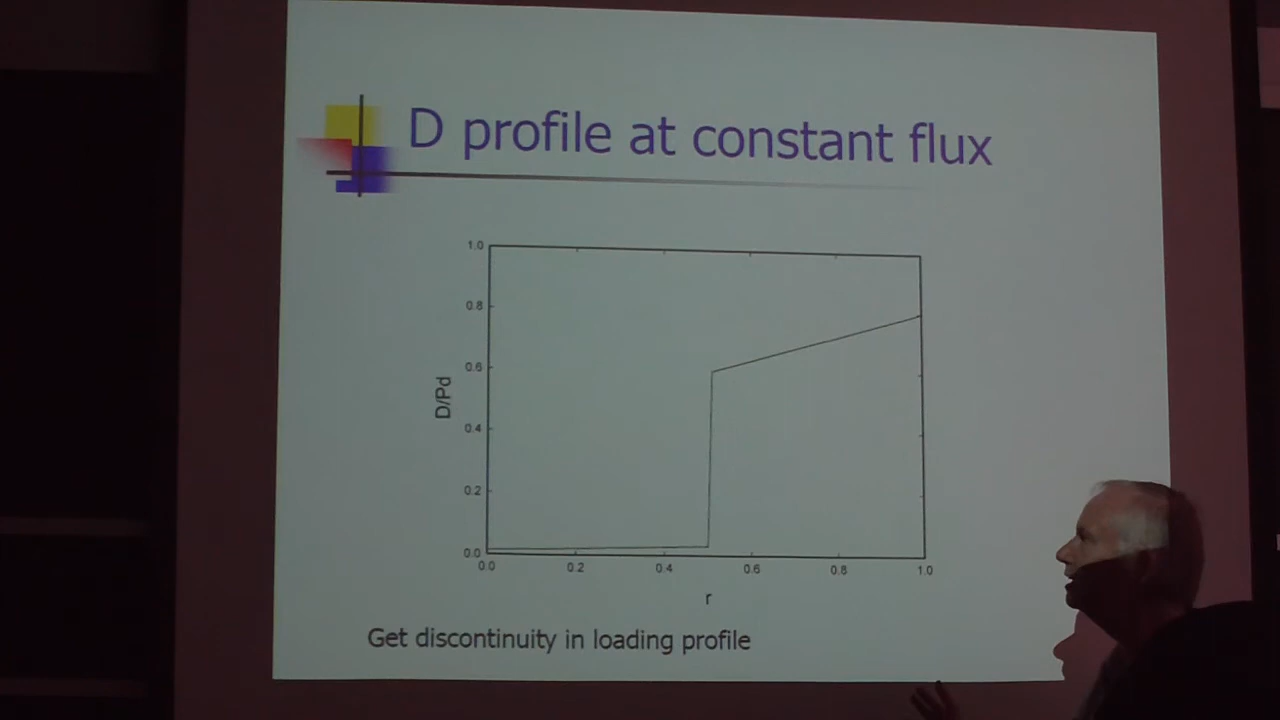 D profile at constant flux
1.0
0.8
0.6
0.4
0.2
0.0
D/Pd
0.0 0.2 0.4 0.6 0.8 1.0
r
Get discontinuity in loading profile